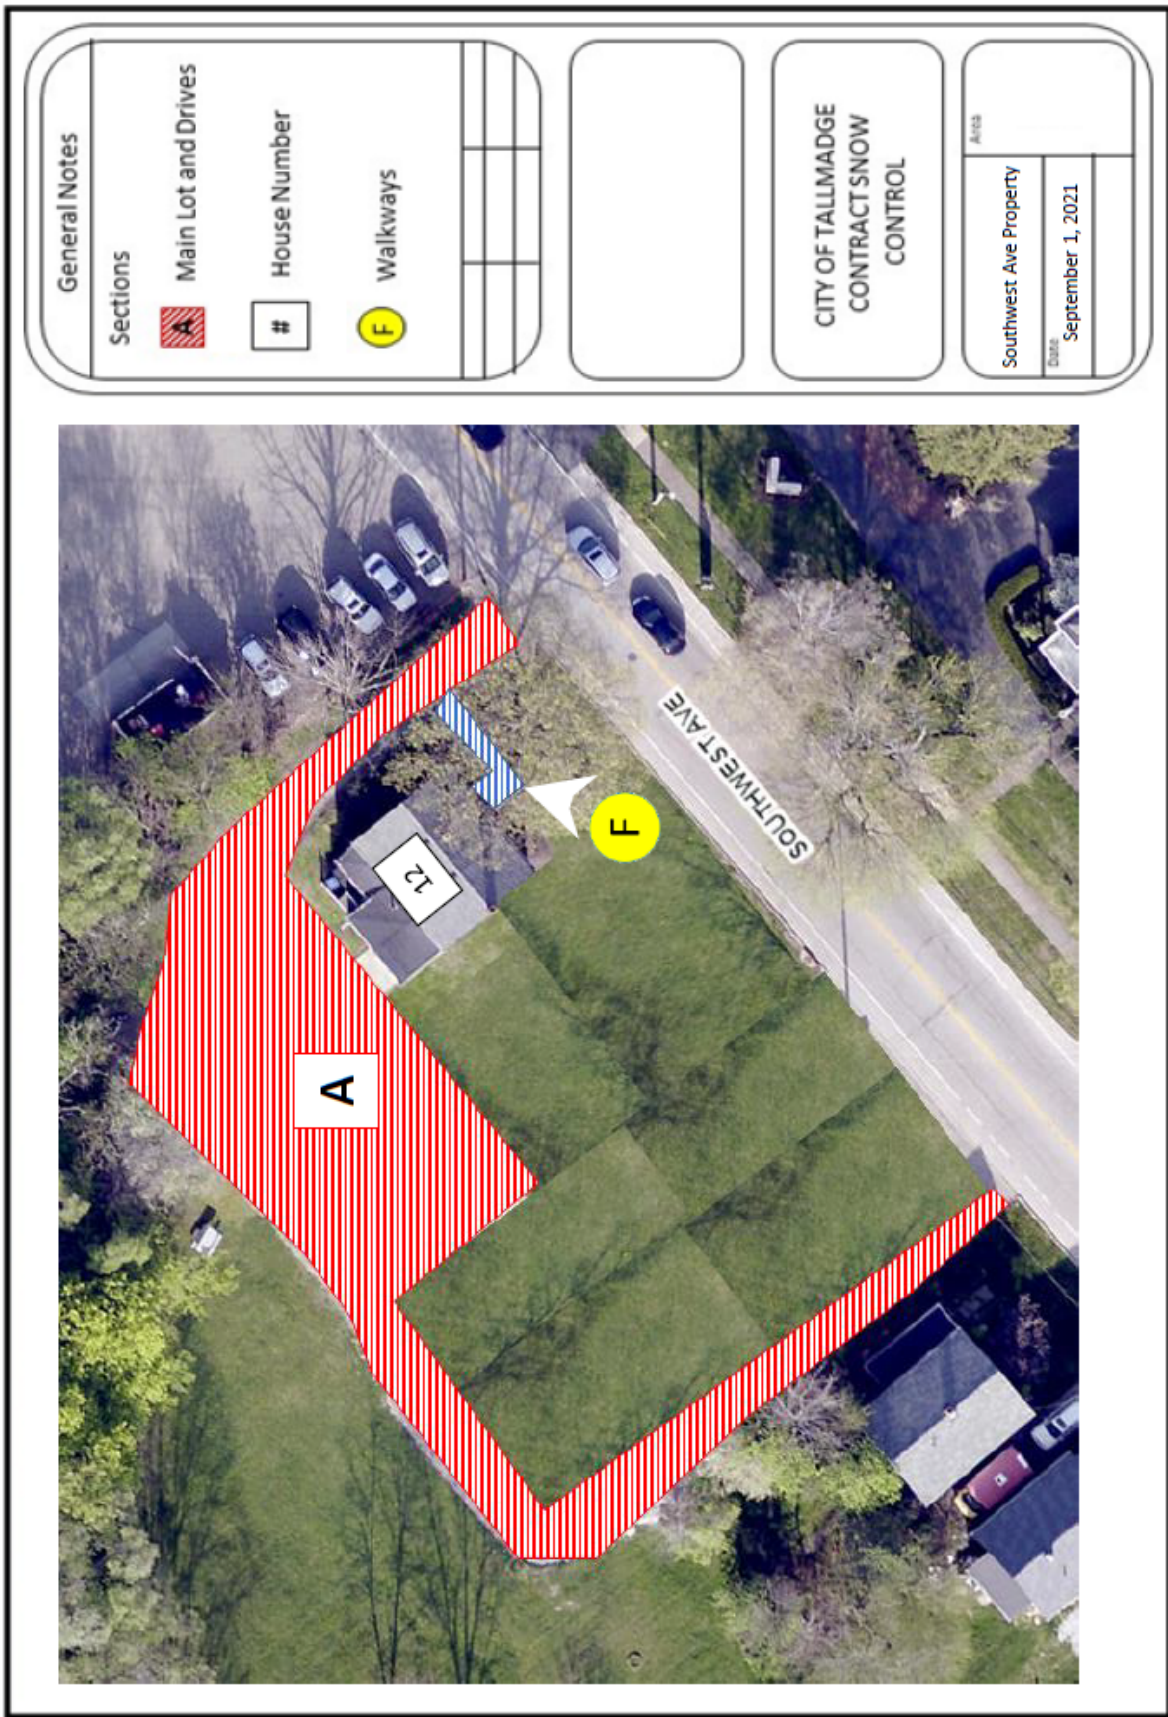 General Notes
Sections
A
Main Lot and Drives
#
House Number
F
Walkways
CITY OF TALLMADGE
CONTRACT SNOW
CONTROL
Southwest Ave Property
Area
Date
September 1, 2021
12
A
F
SOUTHWEST AVE